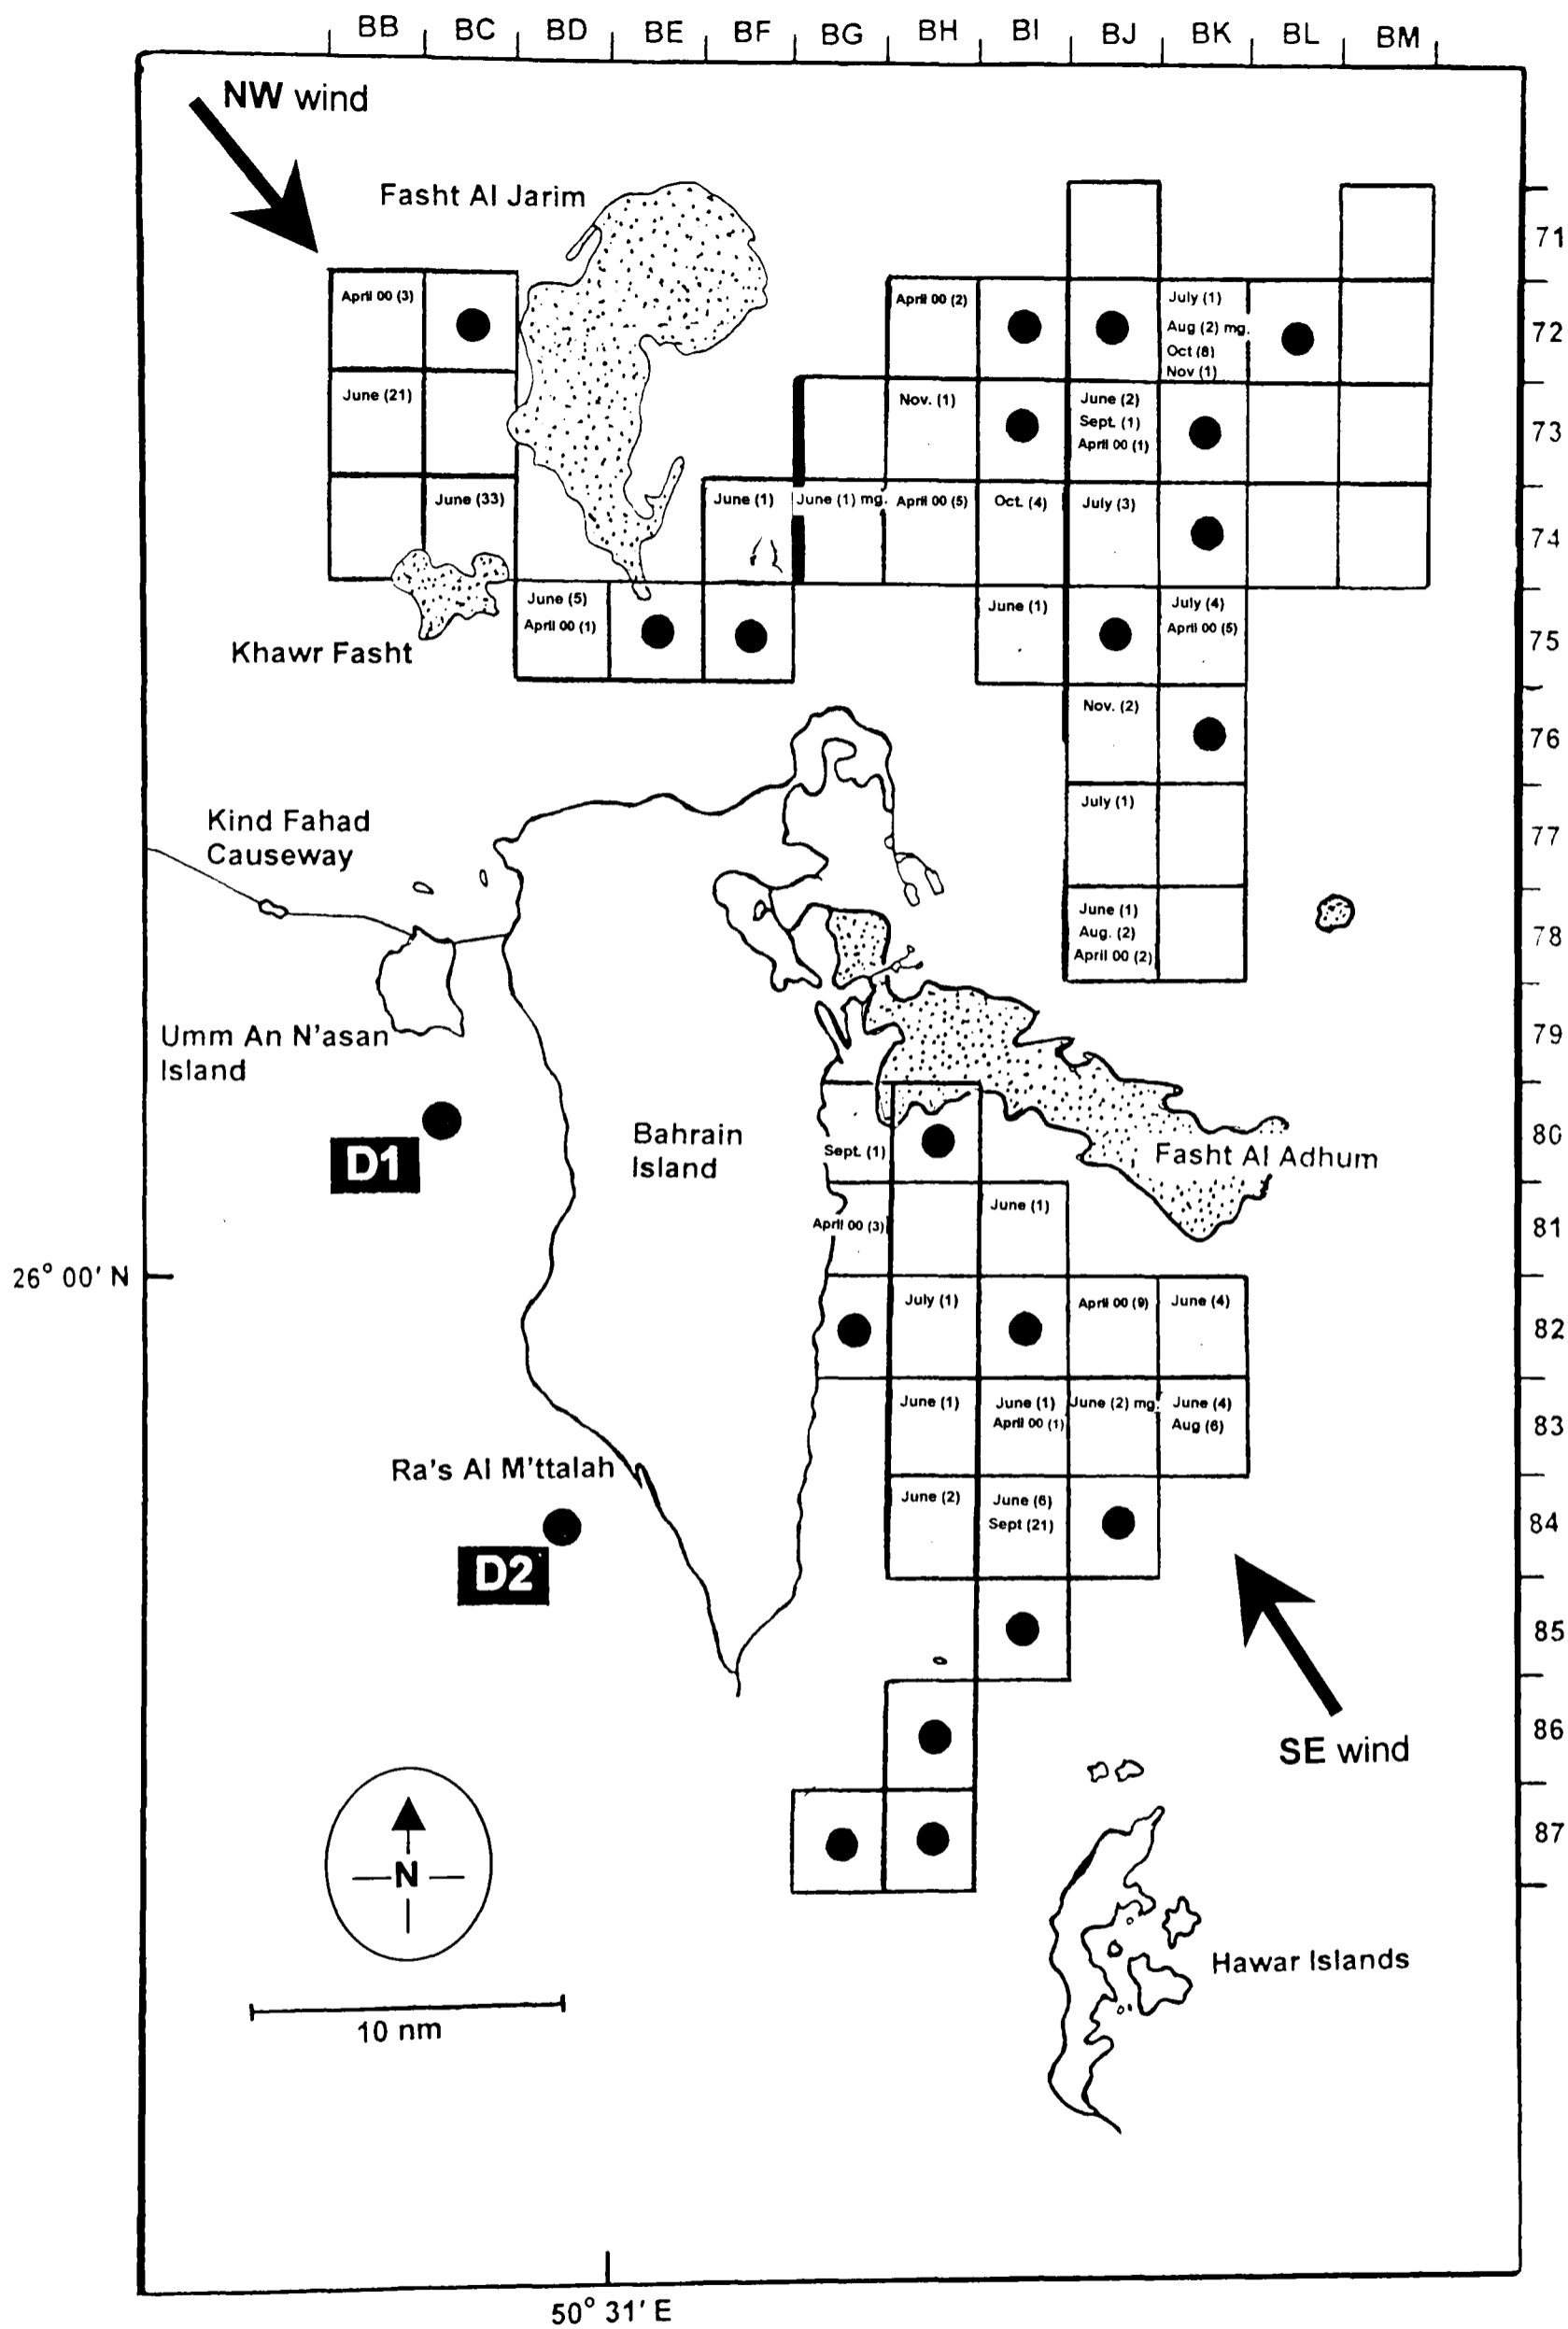 BB BC BD BE BF BG BH BI BJ BK BL BM
NW wind
Fasht Al Jarim
71
April 00 (3)
April 00 (2)
July (1)
Aug (2) mg.
Oct (8)
Nov (1)
72
June (21)
Nov. (1)
June (2)
Sept. (1)
April 00 (1)
73
June (33)
June (1)
June (1) mg.
April 00 (5)
Oct. (4)
July (3)
74
June (5)
April 00 (1)
June (1)
July (4)
April 00 (5)
75
Khawr Fasht
Nov. (2)
76
Kind Fahad
Causeway
July (1)
77
June (1)
Aug. (2)
April 00 (2)
78
Umm An N'asan
Island
79
D1
Bahrain
Island
Sept. (1)
Fasht Al Adhum
80
April 00 (3)
June (1)
81
26° 00' N
July (1)
April 00 (9)
June (4)
82
June (1)
June (1)
April 00 (1)
June (2) mg.
June (4)
Aug (6)
83
Ra's Al M'ttalah
June (2)
June (6)
Sept (21)
84
D2
85
86
SE wind
87
N
Hawar Islands
10 nm
50° 31' E